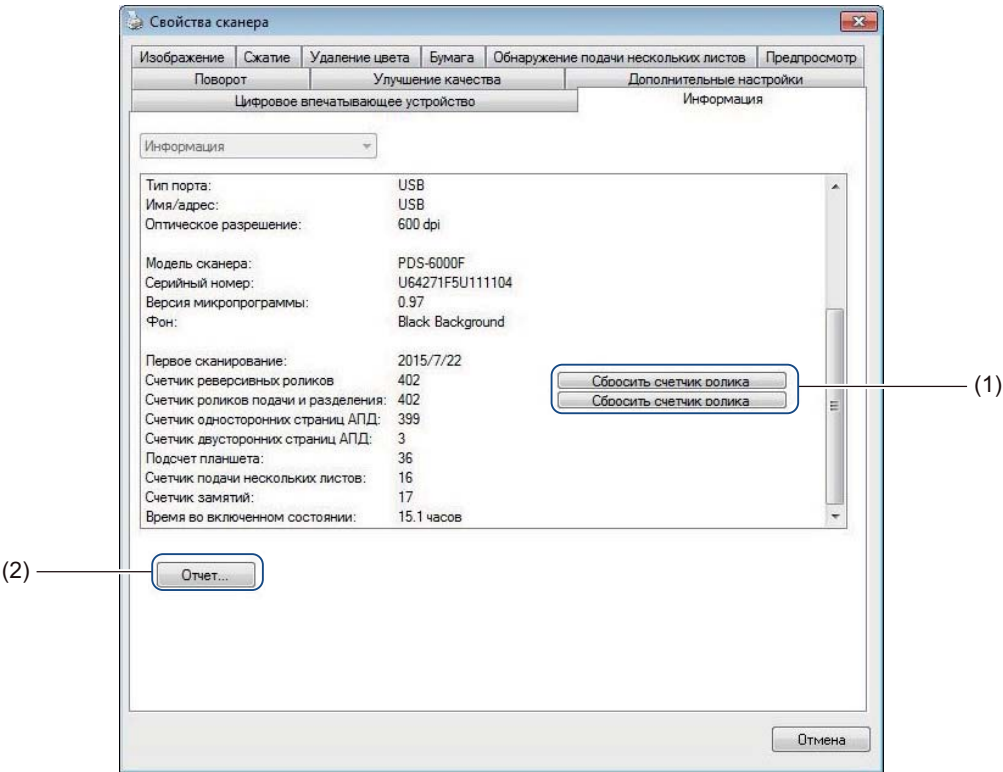 Свойства сканера
Изображение Сжатие Удаление цвета Бумага Обнаружение подачи нескольких листов Предпросмотр
Поворот Улучшение качества Дополнительные настройки
Цифровое впечатывающее устройство Информация
Информация
Тип порта: USB
Имя/адрес: USB
Оптическое разрешение: 600 dpi
Модель сканера: PDS-6000F
Серийный номер: U64271F5U111104
Версия микропрограммы: 0.97
Фон: Black Background
Первое сканирование: 2015/7/22
Счетчик реверсивных роликов 402 Сбросить счетчик ролика (1)
Счетчик роликов подачи и разделения: 402 Сбросить счетчик ролика
Счетчик односторонних страниц АПД: 399
Счетчик двусторонних страниц АПД: 3
Подсчет планшета: 36
Счетчик подачи нескольких листов: 16
Счетчик замятий: 17
Время во включенном состоянии: 15.1 часов
(2) Отчет...
Отмена